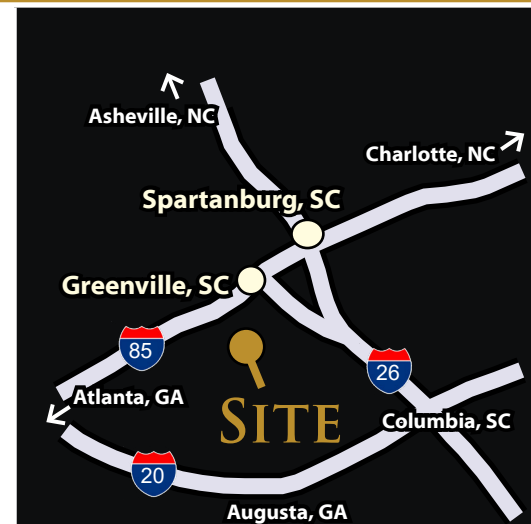 Asheville, NC
Charlotte, NC
Spartanburg, SC
Greenville, SC
85
26
Atlanta, GA
SITE
Columbia, SC
20
Augusta, GA